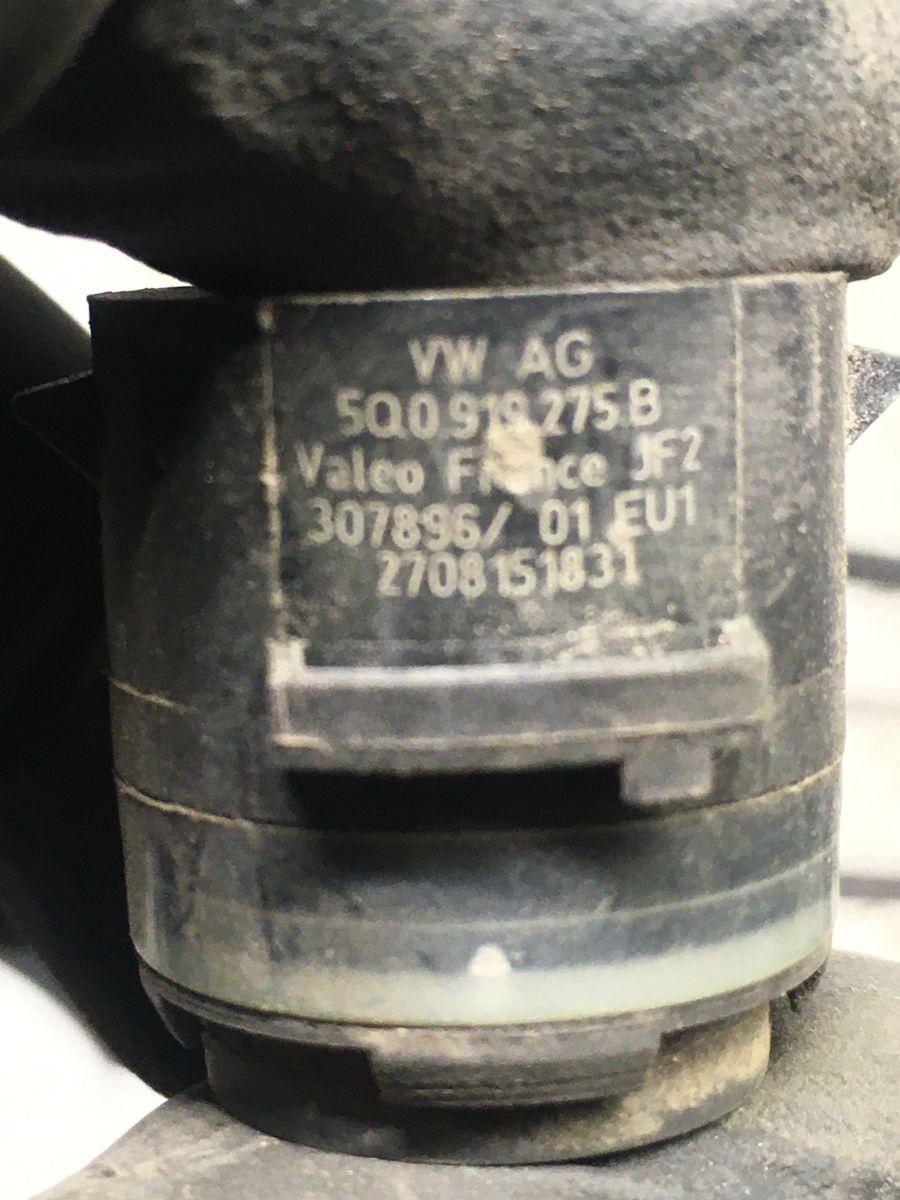 VW AG
5Q0.919.275.B
Valeo France JF2
307896/ 01 EU1
2708151831